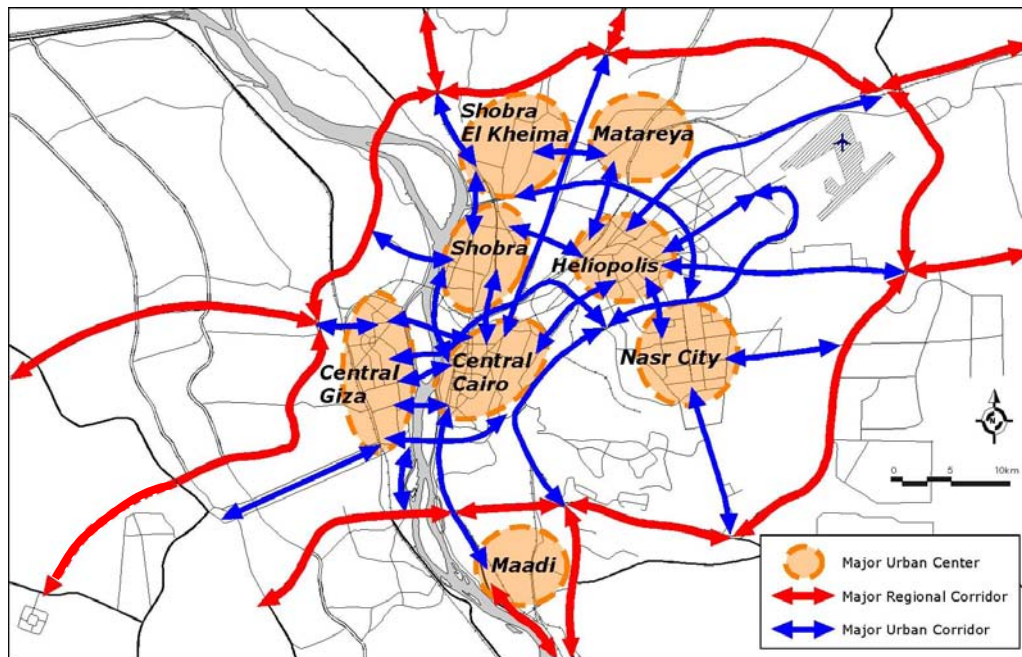 Shobra
El Kheima
Matareya
Shobra
Heliopolis
Central
Giza
Central
Cairo
Nasr City
N
0 5 10km
Maadi
Major Urban Center
Major Regional Corridor
Major Urban Corridor